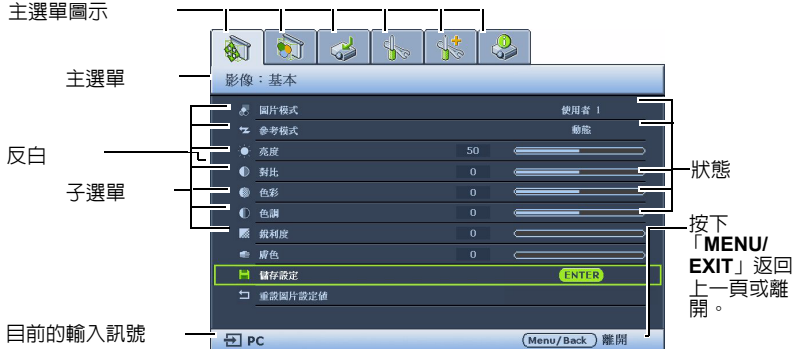 主選單圖示
主選單
影像：基本
圖片模式 使用者 1
參考模式 動態
亮度 50
對比 0
色彩 0
色調 0
銳利度 0
膚色 0
儲存設定 ENTER
重設圖片設定值
PC
Menu/Back 離開
反白
子選單
目前的輸入訊號
狀態
按下
「MENU/
EXIT」返回
上一頁或離
開。